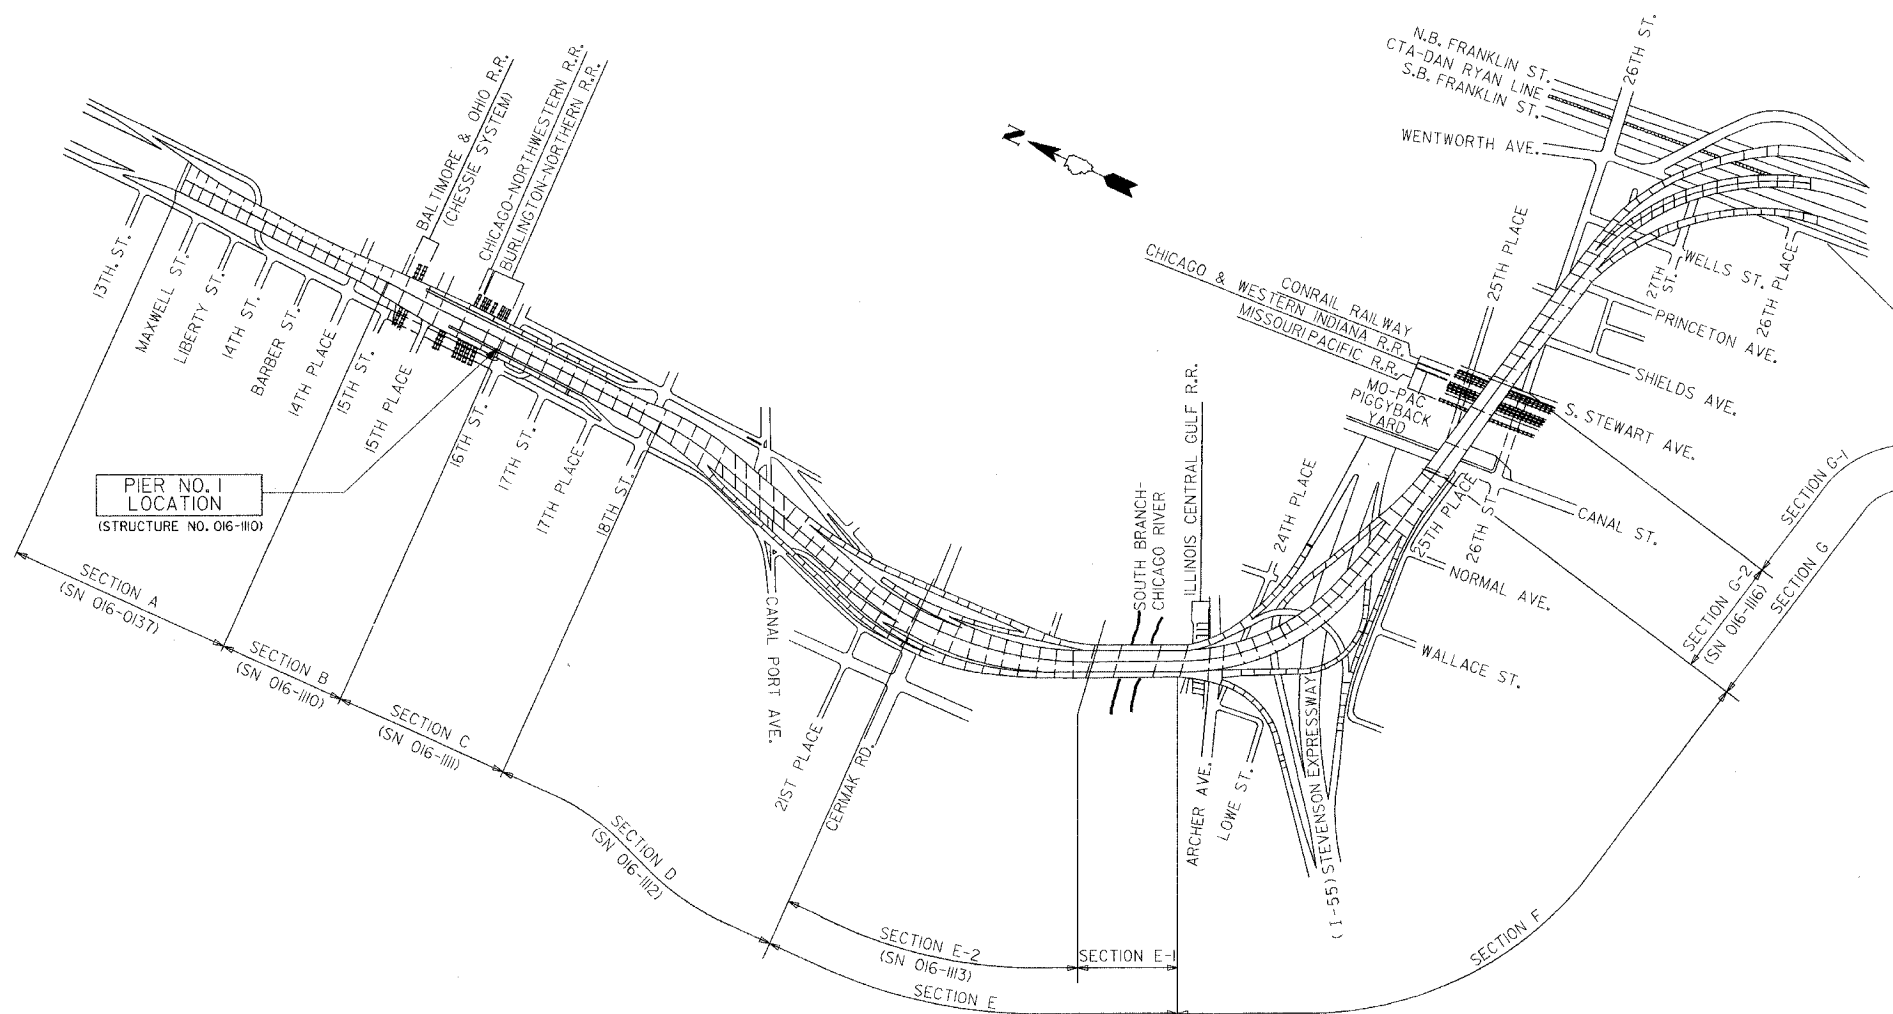 N.B. FRANKLIN ST.
CTA-DAN RYAN LINE
S.B. FRANKLIN ST.
26TH ST.
WENTWORTH AVE.
BALTIMORE & OHIO R.R.
(CHESSIE SYSTEM)
CHICAGO-NORTHWESTERN R.R.
BURLINGTON-NORTHERN R.R.
N
13TH. ST.
MAXWELL ST.
LIBERTY ST.
14TH ST.
BARBER ST.
14TH PLACE
15TH ST.
15TH PLACE
16TH ST.
17TH ST.
17TH PLACE
18TH ST.
PIER NO. 1
LOCATION
(STRUCTURE NO. 016-1110)
CHICAGO & WESTERN INDIANA R.R.
CONRAIL RAILWAY
MISSOURI PACIFIC R.R.
MO-PAC
PIGGYBACK
YARD
25TH PLACE
27TH
ST.
WELLS ST.
26TH PLACE
PRINCETON AVE.
SHIELDS AVE.
S. STEWART AVE.
CANAL ST.
25TH PLACE
26TH ST.
NORMAL AVE.
WALLACE ST.
24TH PLACE
ILLINOIS CENTRAL GULF R.R.
SOUTH BRANCH-
CHICAGO RIVER
CANAL PORT AVE.
21ST PLACE
CERMAK RD.
ARCHER AVE.
LOWE ST.
(I-55) STEVENSON EXPRESSWAY
SECTION A
(SN 016-0137)
SECTION B
(SN 016-1110)
SECTION C
(SN 016-1111)
SECTION D
(SN 016-1112)
SECTION E-2
(SN 016-1113)
SECTION E-1
SECTION E
SECTION F
SECTION G-2
(SN 016-1116)
SECTION G
SECTION G-1